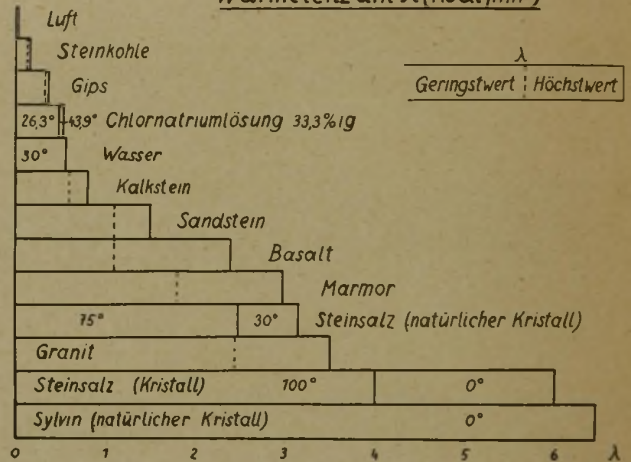 Luft
Steinkohle
λ
Gips
Geringstwert Höchstwert
26,3° 43,9° Chlornatriumlösung 33,3%ig
30° Wasser
Kalkstein
Sandstein
Basalt
Marmor
75° 30° Steinsalz (natürlicher Kristall)
Granit
Steinsalz (Kristall) 100° 0°
Sylvin (natürlicher Kristall) 0°
0 1 2 3 4 5 6 λ